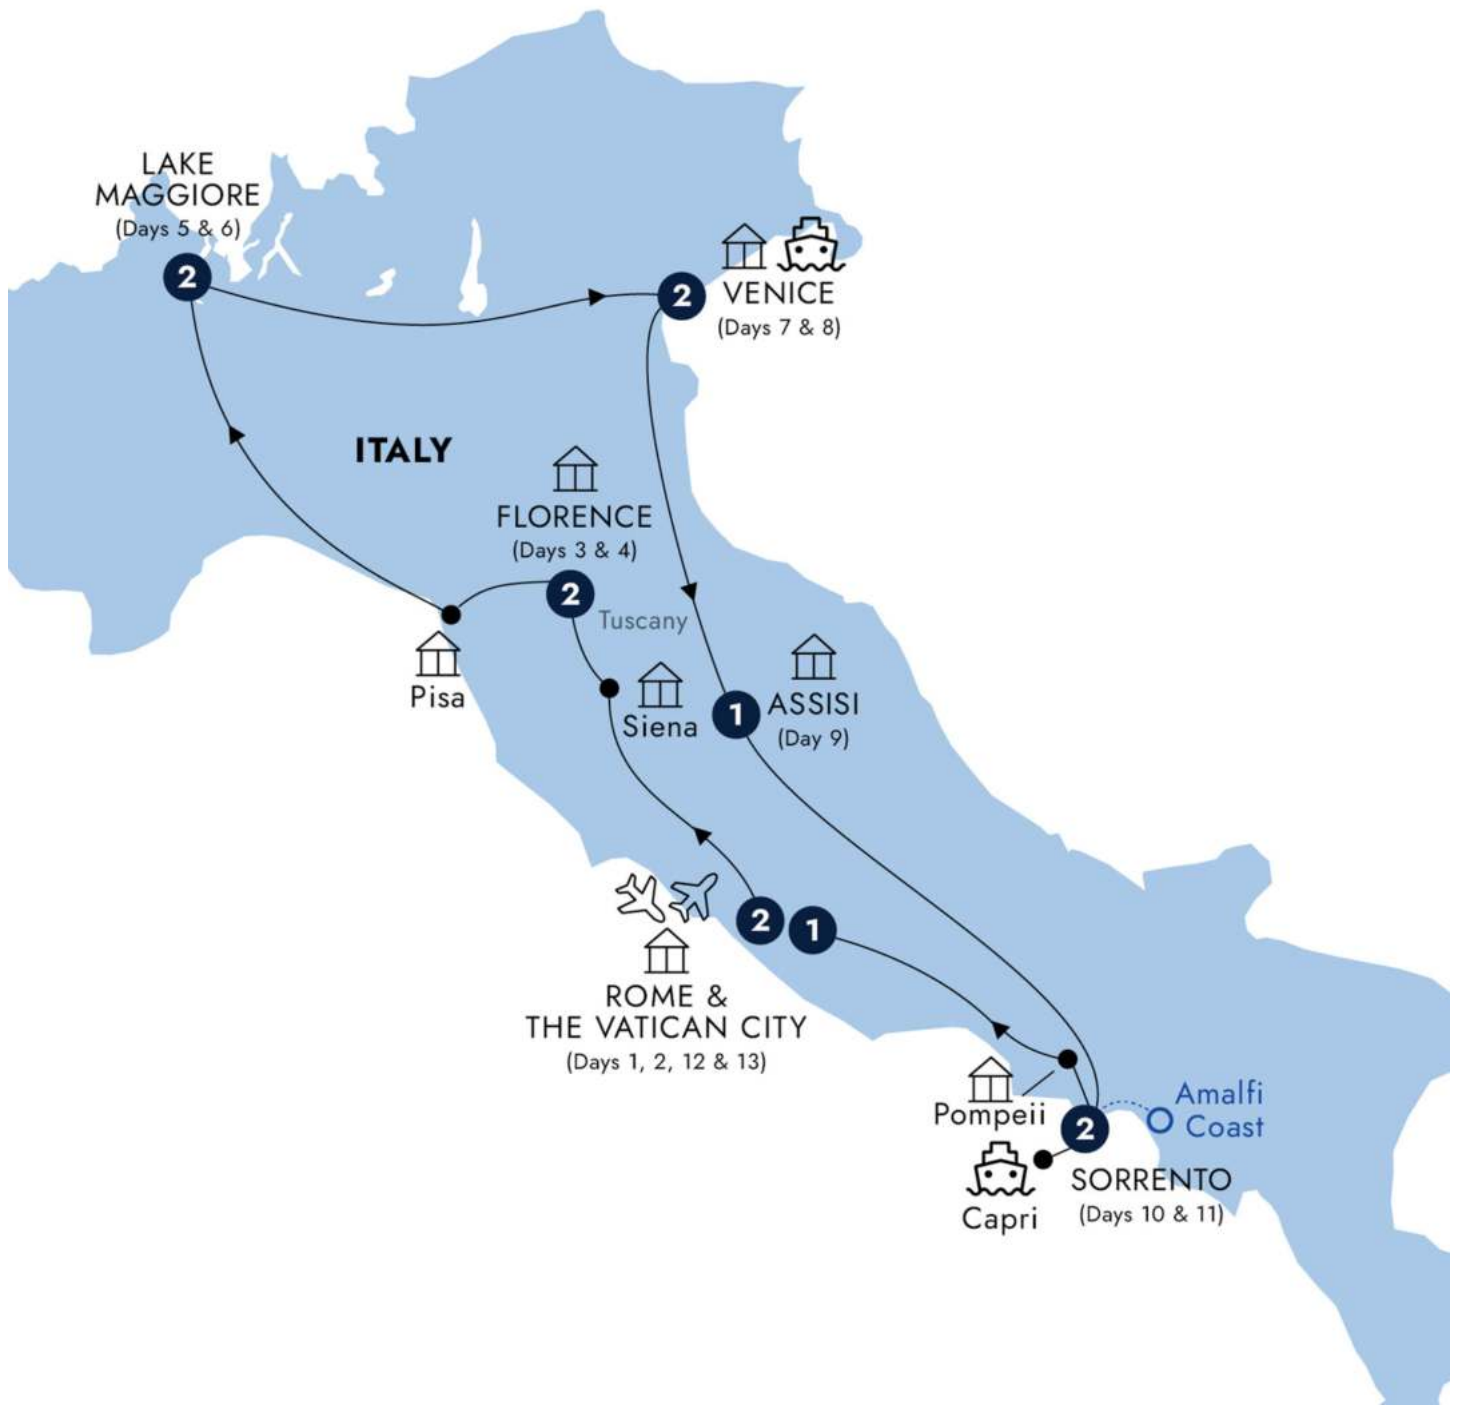 LAKE
MAGGIORE
(Days 5 & 6)
2
2
VENICE
(Days 7 & 8)
ITALY
FLORENCE
(Days 3 & 4)
2
Tuscany
Pisa
Siena
1
ASSISI
(Day 9)
2
1
ROME &
THE VATICAN CITY
(Days 1, 2, 12 & 13)
Pompeii
Amalfi
Coast
2
Capri
SORRENTO
(Days 10 & 11)